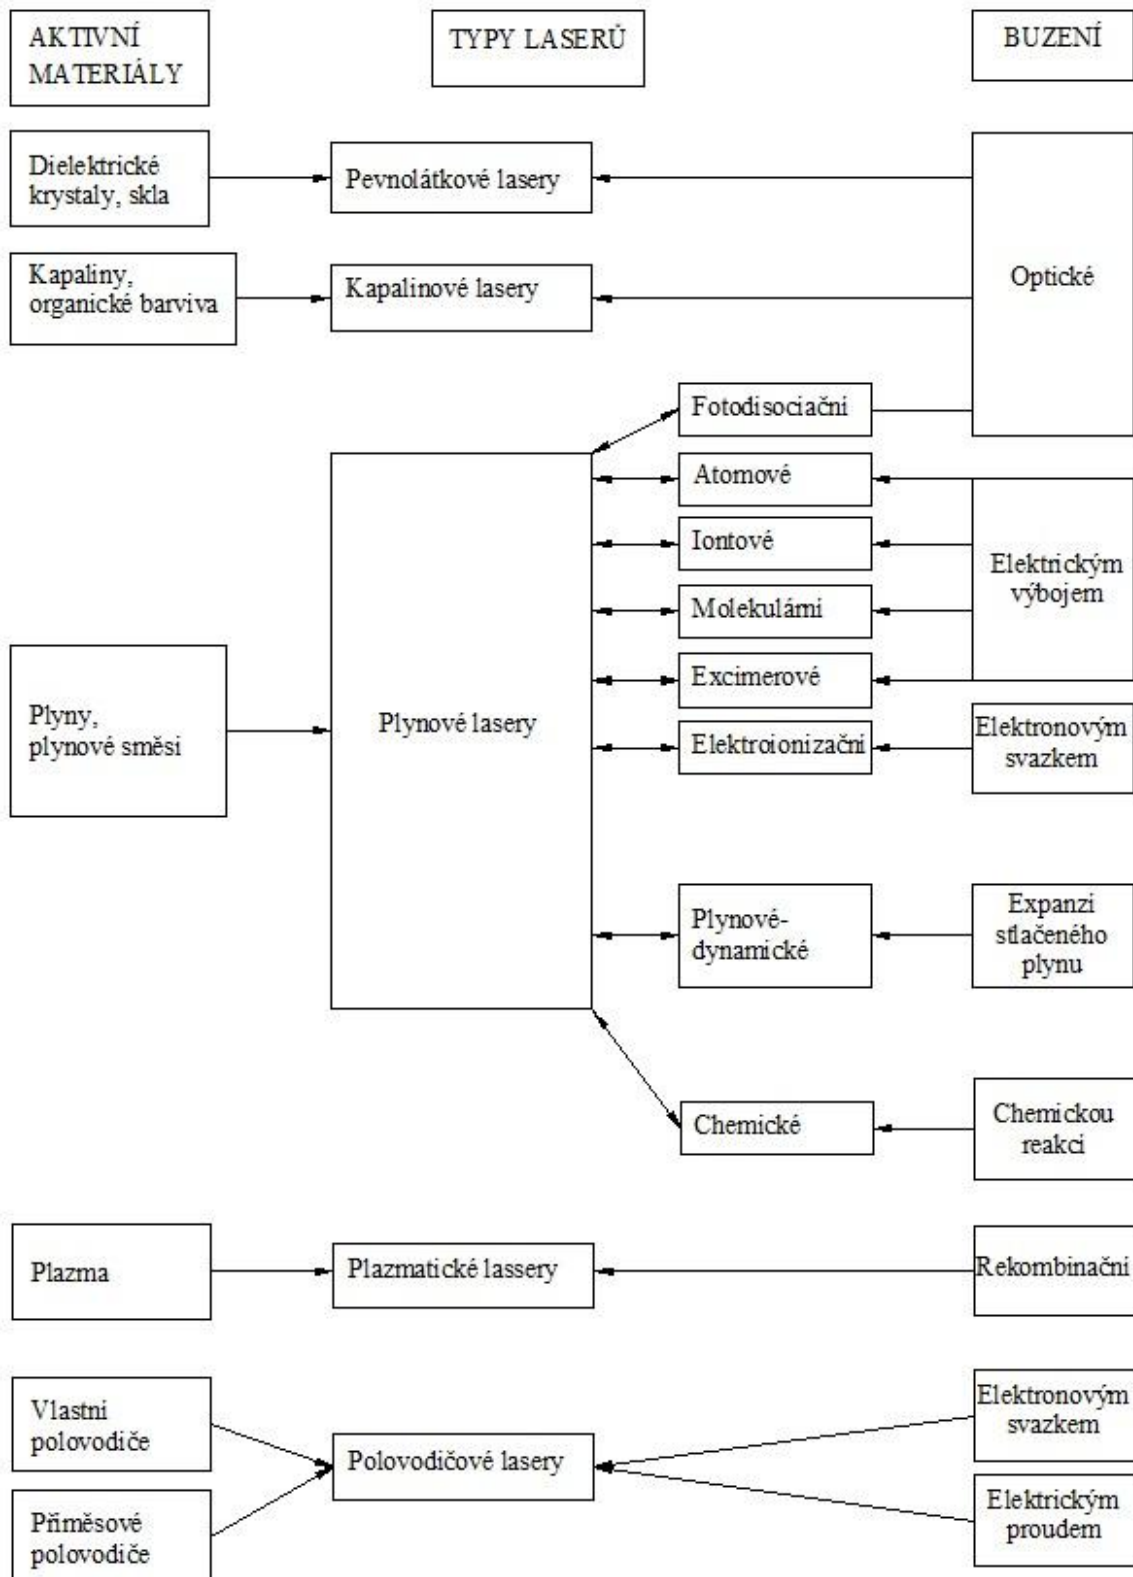 AKTIVNÍ
MATERIÁLY
TYPY LASERŮ
BUZENÍ
Dielektrické
krystaly, skla
Pevnolátkové lasery
Optické
Kapaliny,
organické barviva
Kapalinové lasery
Fotodisociační
Atomové
Iontové
Molekulární
Excimerové
Elektrickým
výbojem
Plyny,
plynové směsi
Plynové lasery
Elektroionizační
Elektronovým
svazkem
Plynové-
dynamické
Expanzí
stlačeného
plynu
Chemické
Chemickou
reakcí
Plazma
Plazmatické lassery
Rekombinační
Vlastní
polovodiče
Příměsové
polovodiče
Polovodičové lasery
Elektronovým
svazkem
Elektrickým
proudem